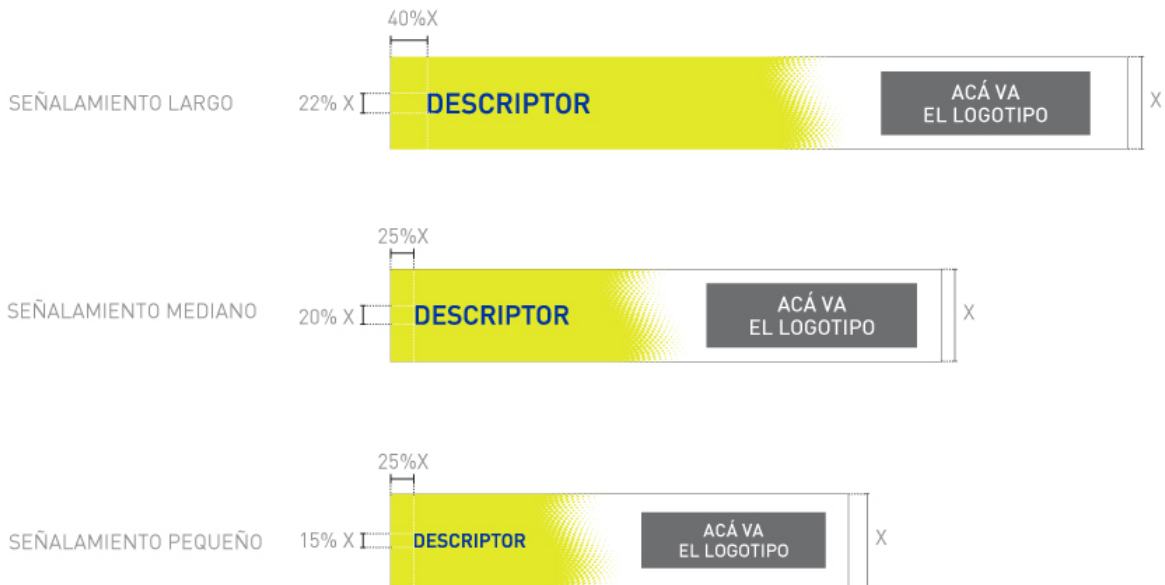 40%X
SEÑALAMIENTO LARGO
22% X
DESCRIPTOR
ACÁ VA
EL LOGOTIPO
X
25%X
SEÑALAMIENTO MEDIANO
20% X
DESCRIPTOR
ACÁ VA
EL LOGOTIPO
X
25%X
SEÑALAMIENTO PEQUEÑO
15% X
DESCRIPTOR
ACÁ VA
EL LOGOTIPO
X